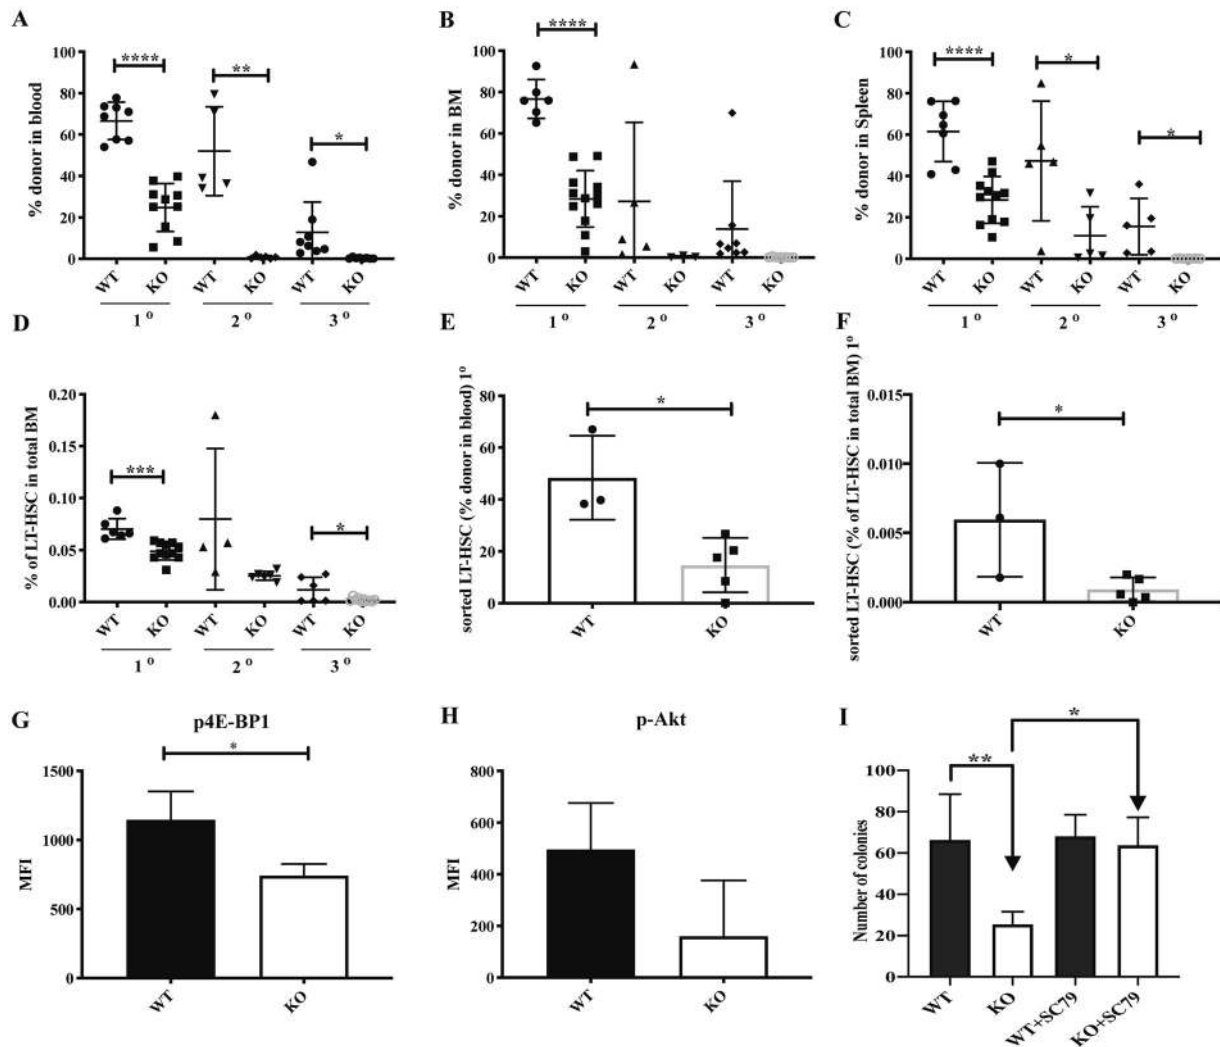 A
% donor in blood
100
80
60
40
20
0
****
**
*
WT
KO
WT
KO
WT
KO
1 º
2 º
3 º
B
% donor in BM
100
80
60
40
20
0
****
WT
KO
WT
KO
WT
KO
1 º
2 º
3 º
C
% donor in Spleen
100
80
60
40
20
0
****
*
*
WT
KO
WT
KO
WT
KO
1 º
2 º
3 º
D
% of LT-HSC in total BM
0.20
0.15
0.10
0.05
0.00
***
*
WT
KO
WT
KO
WT
KO
1 º
2 º
3 º
E
sorted LT-HSC (% donor in blood) 1º
80
60
40
20
0
*
WT
KO
F
sorted LT-HSC (% of LT-HSC in total BM) 1º
0.015
0.010
0.005
0.000
*
WT
KO
G
p4E-BP1
MFI
1500
1000
500
0
*
WT
KO
H
p-Akt
MFI
800
600
400
200
0
WT
KO
I
Number of colonies
100
80
60
40
20
0
**
*
WT
KO
WT+SC79
KO+SC79